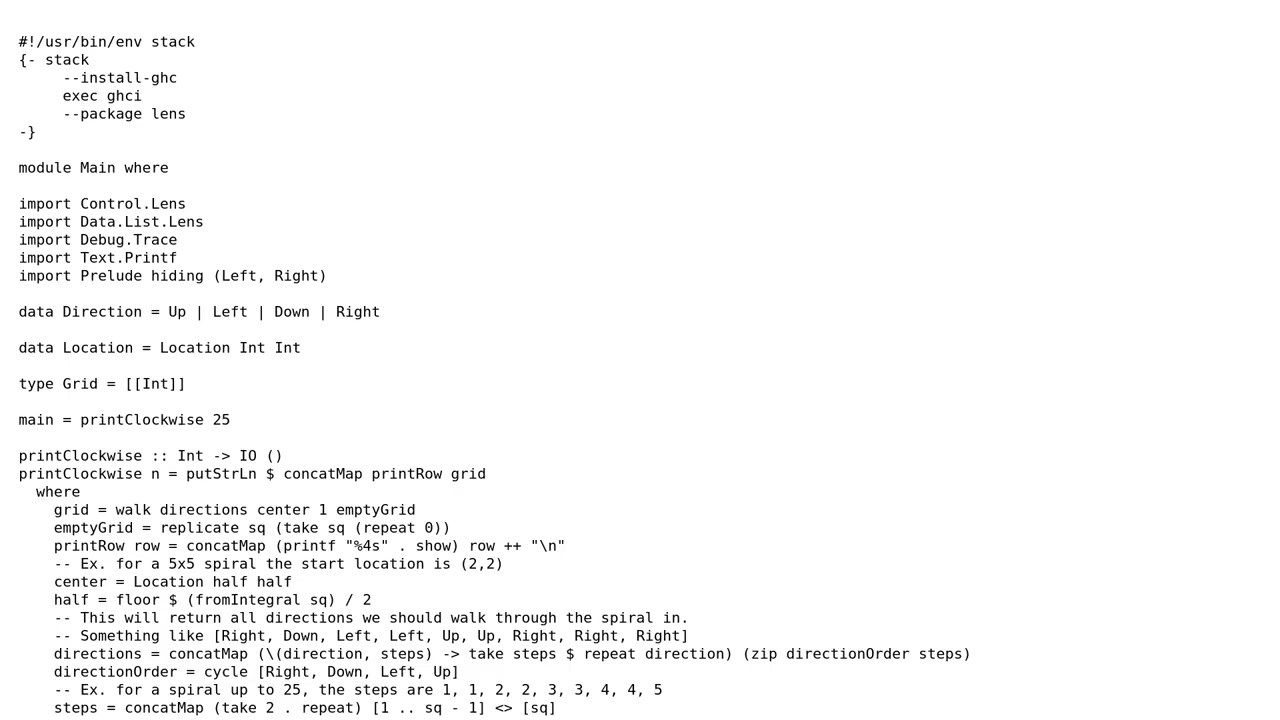 #!/usr/bin/env stack
{- stack
     --install-ghc
     exec ghci
     --package lens
-}
module Main where
import Control.Lens
import Data.List.Lens
import Debug.Trace
import Text.Printf
import Prelude hiding (Left, Right)
data Direction = Up | Left | Down | Right
data Location = Location Int Int
type Grid = [[Int]]
main = printClockwise 25
printClockwise :: Int -> IO ()
printClockwise n = putStrLn $ concatMap printRow grid
  where
    grid = walk directions center 1 emptyGrid
    emptyGrid = replicate sq (take sq (repeat 0))
    printRow row = concatMap (printf "%4s" . show) row ++ "\n"
    -- Ex. for a 5x5 spiral the start location is (2,2)
    center = Location half half
    half = floor $ (fromIntegral sq) / 2
    -- This will return all directions we should walk through the spiral in.
    -- Something like [Right, Down, Left, Left, Up, Up, Right, Right, Right]
    directions = concatMap (\(direction, steps) -> take steps $ repeat direction) (zip directionOrder steps)
    directionOrder = cycle [Right, Down, Left, Up]
    -- Ex. for a spiral up to 25, the steps are 1, 1, 2, 2, 3, 3, 4, 4, 5
    steps = concatMap (take 2 . repeat) [1 .. sq - 1] <> [sq]